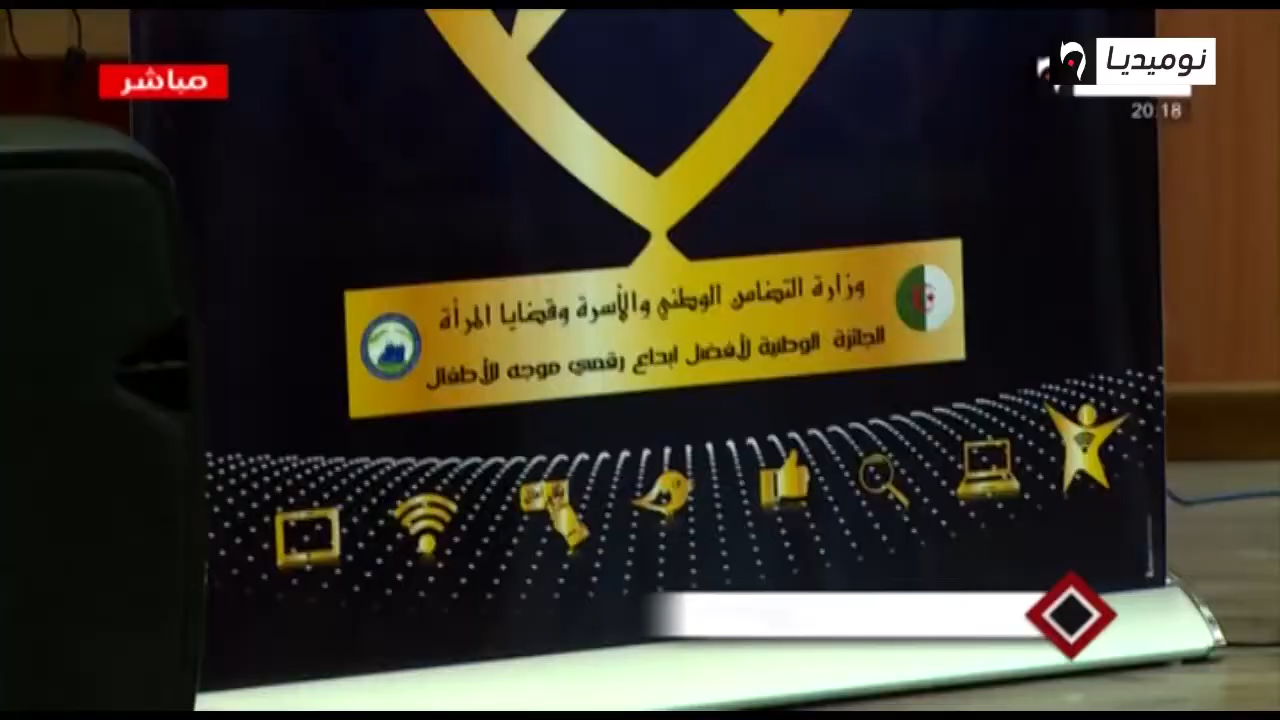 مباشر
نوميديا
20:18
وزارة التضامن الوطني والأسرة وقضايا المرأة
الجائزة الوطنية لأفضل ابداع رقمي موجه للأطفال